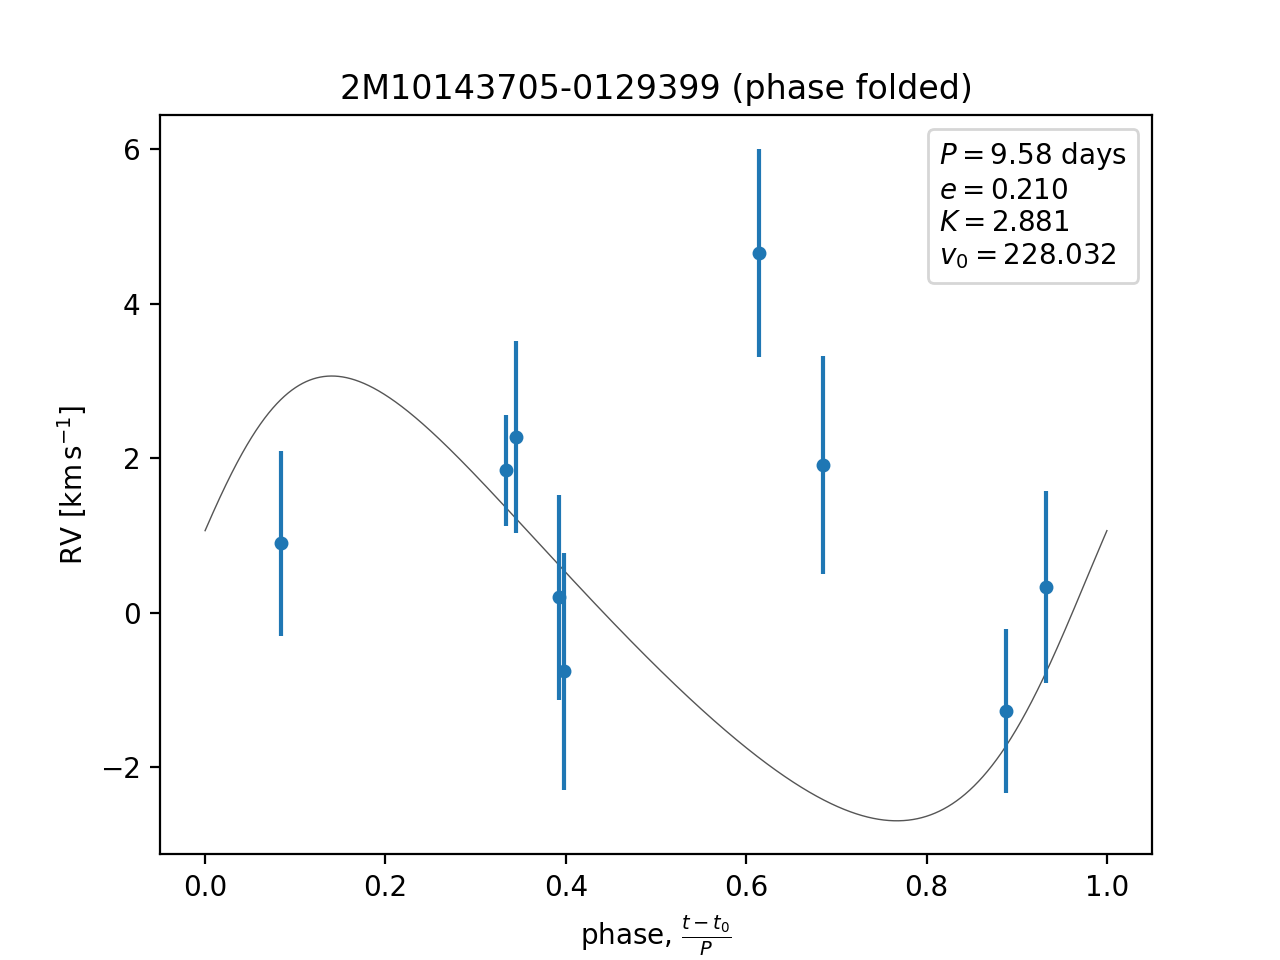 2M10143705-0129399 (phase folded)
P = 9.58 days
e = 0.210
K = 2.881
v₀ = 228.032
6
4
2
0
−2
RV [km s⁻¹]
0.0 0.2 0.4 0.6 0.8 1.0
phase, (t − t₀)/P